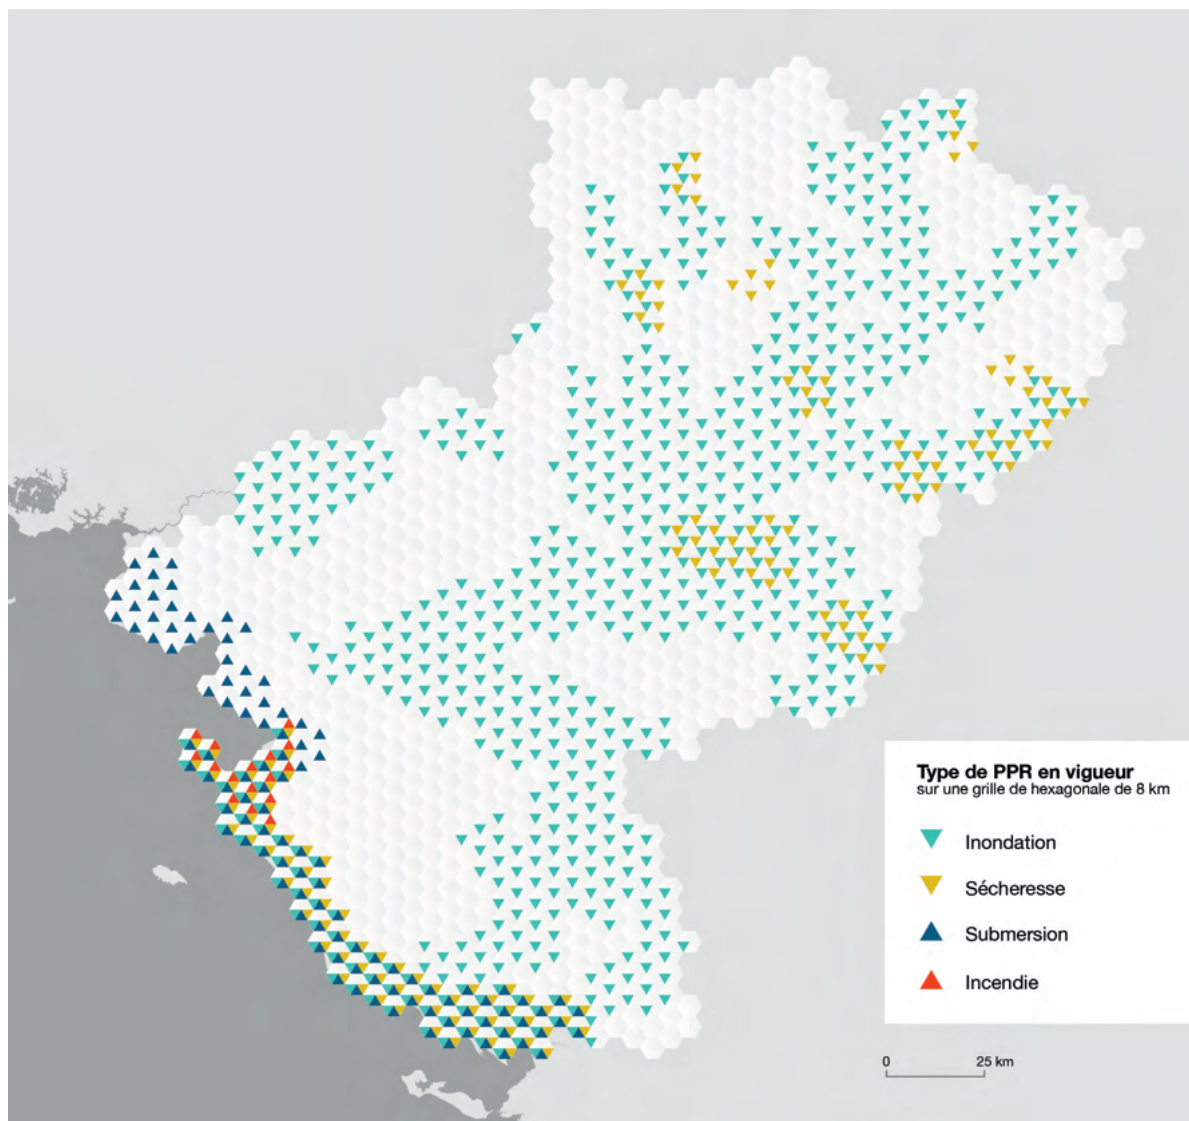 Type de PPR en vigueur
sur une grille de hexagonale de 8 km
Inondation
Sécheresse
Submersion
Incendie
0 25 km